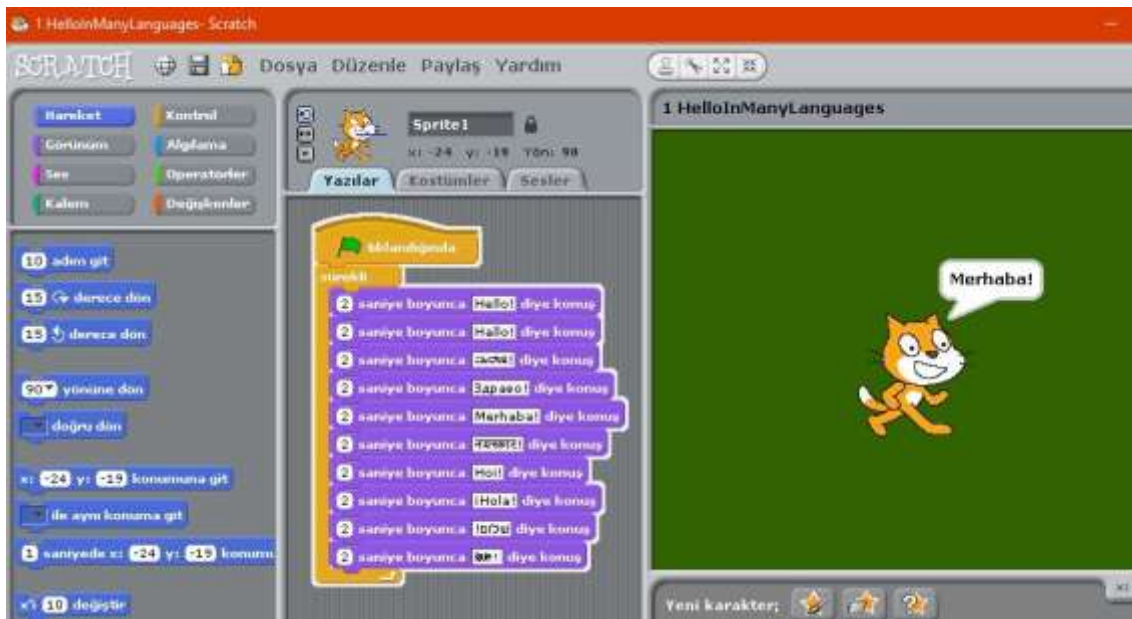 1 HelloInManyLanguages- Scratch
SCRATCH Dosya Düzenle Paylaş Yardım
Hareket Kontrol
Görünüm Algılama
Ses Operatörler
Kalem Değişkenler
10 adım git
15 derece dön
15 derece dön
90 yönüne dön
doğru dön
x: -24 y: -19 konumuna git
ile aynı konuma git
1 saniyede x: -24 y: -19 konumu
10 değiştir
Sprite1
x: -24 y: -19 Yön: 90
Yazılar Kostümler Sesler
tıklandığında
sürekli
2 saniye boyunca Hello! diye konuş
2 saniye boyunca Hallo! diye konuş
2 saniye boyunca diye konuş
2 saniye boyunca Здраво! diye konuş
2 saniye boyunca Merhaba! diye konuş
2 saniye boyunca नमस्कार! diye konuş
2 saniye boyunca Hoi! diye konuş
2 saniye boyunca ¡Hola! diye konuş
2 saniye boyunca שלום! diye konuş
2 saniye boyunca diye konuş
1 HelloInManyLanguages
Merhaba!
Yeni karakter: